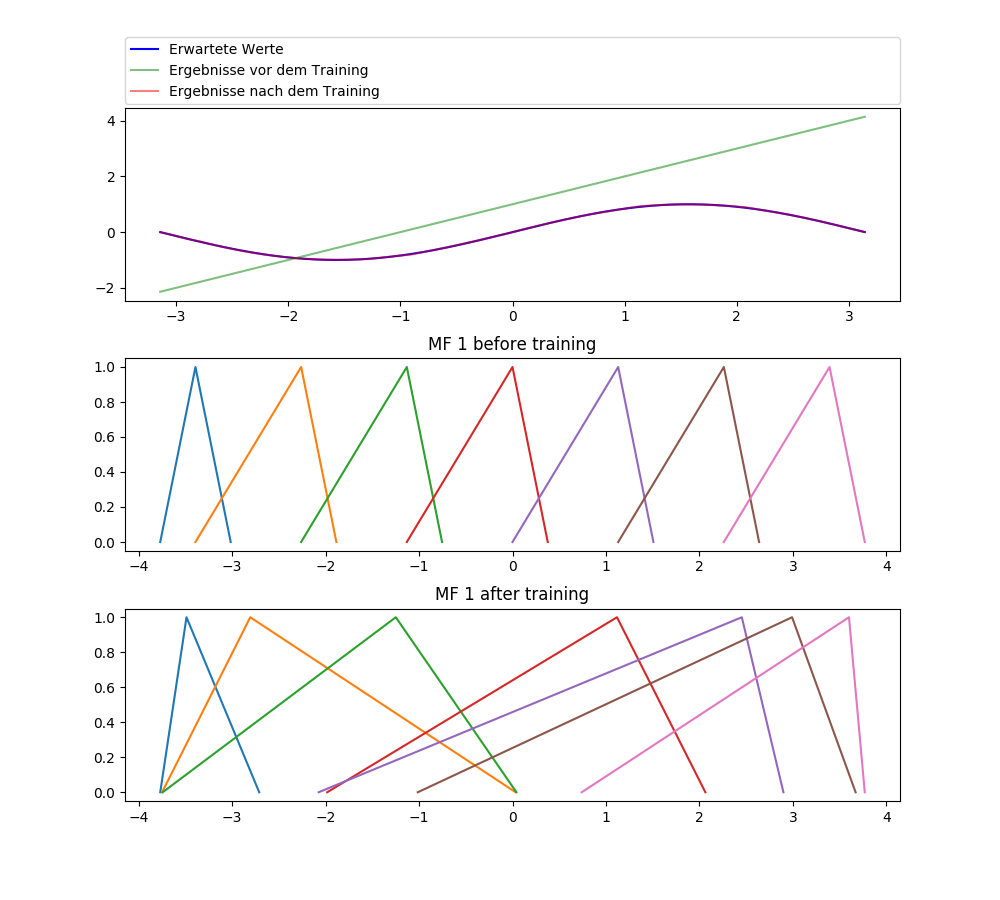 Erwartete Werte
Ergebnisse vor dem Training
Ergebnisse nach dem Training
4
2
0
−2
−3 −2 −1 0 1 2 3
MF 1 before training
1.0
0.8
0.6
0.4
0.2
0.0
−4 −3 −2 −1 0 1 2 3 4
MF 1 after training
1.0
0.8
0.6
0.4
0.2
0.0
−4 −3 −2 −1 0 1 2 3 4